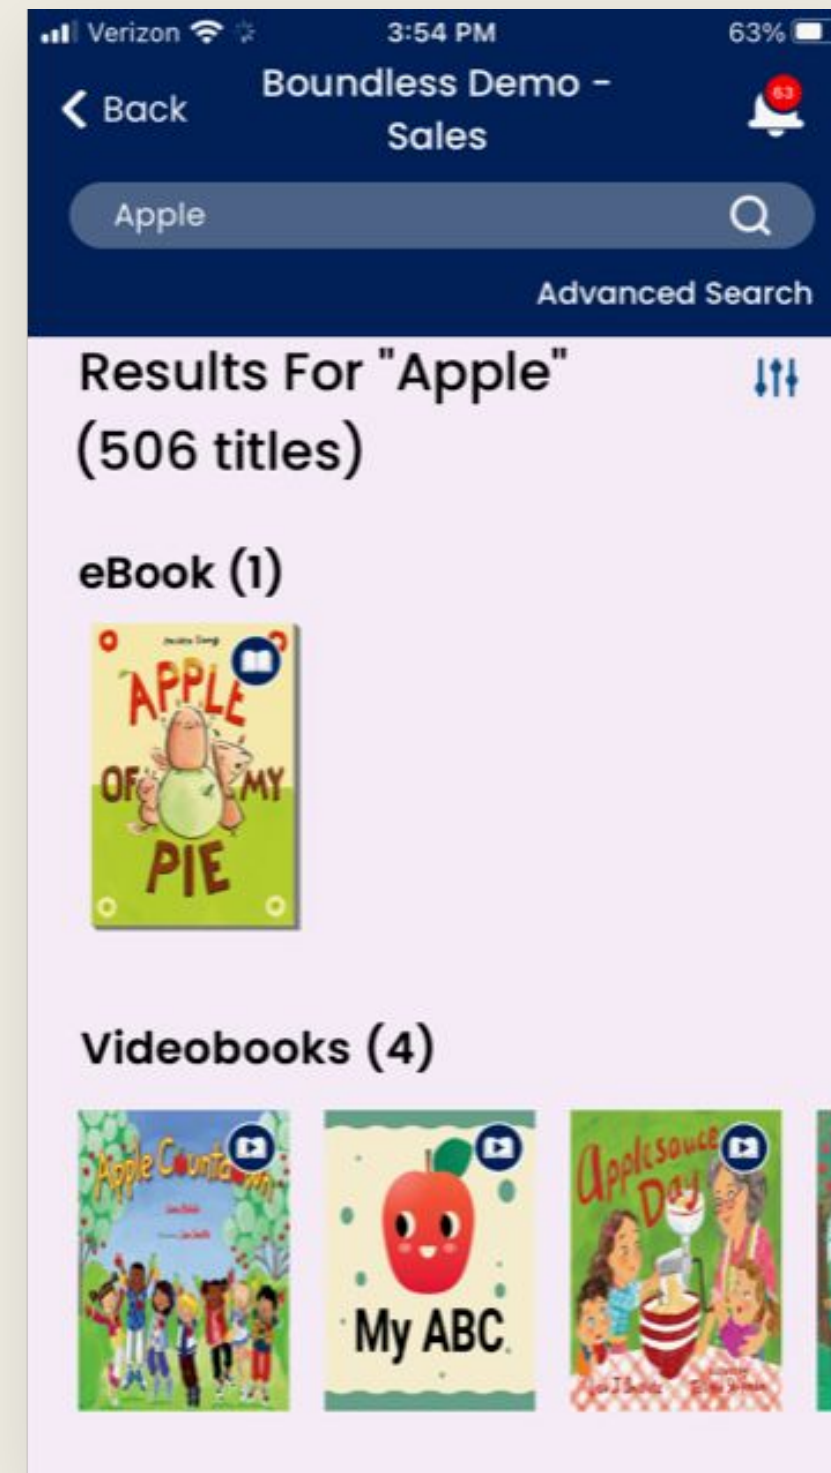 Verizon 3:54 PM 63%
Back
Boundless Demo -
Sales
63
Apple
Advanced Search
Results For "Apple"
(506 titles)
eBook (1)
APPLE
OF MY
PIE
Videobooks (4)
Apple Countdown
My ABC
Applesauce
Day